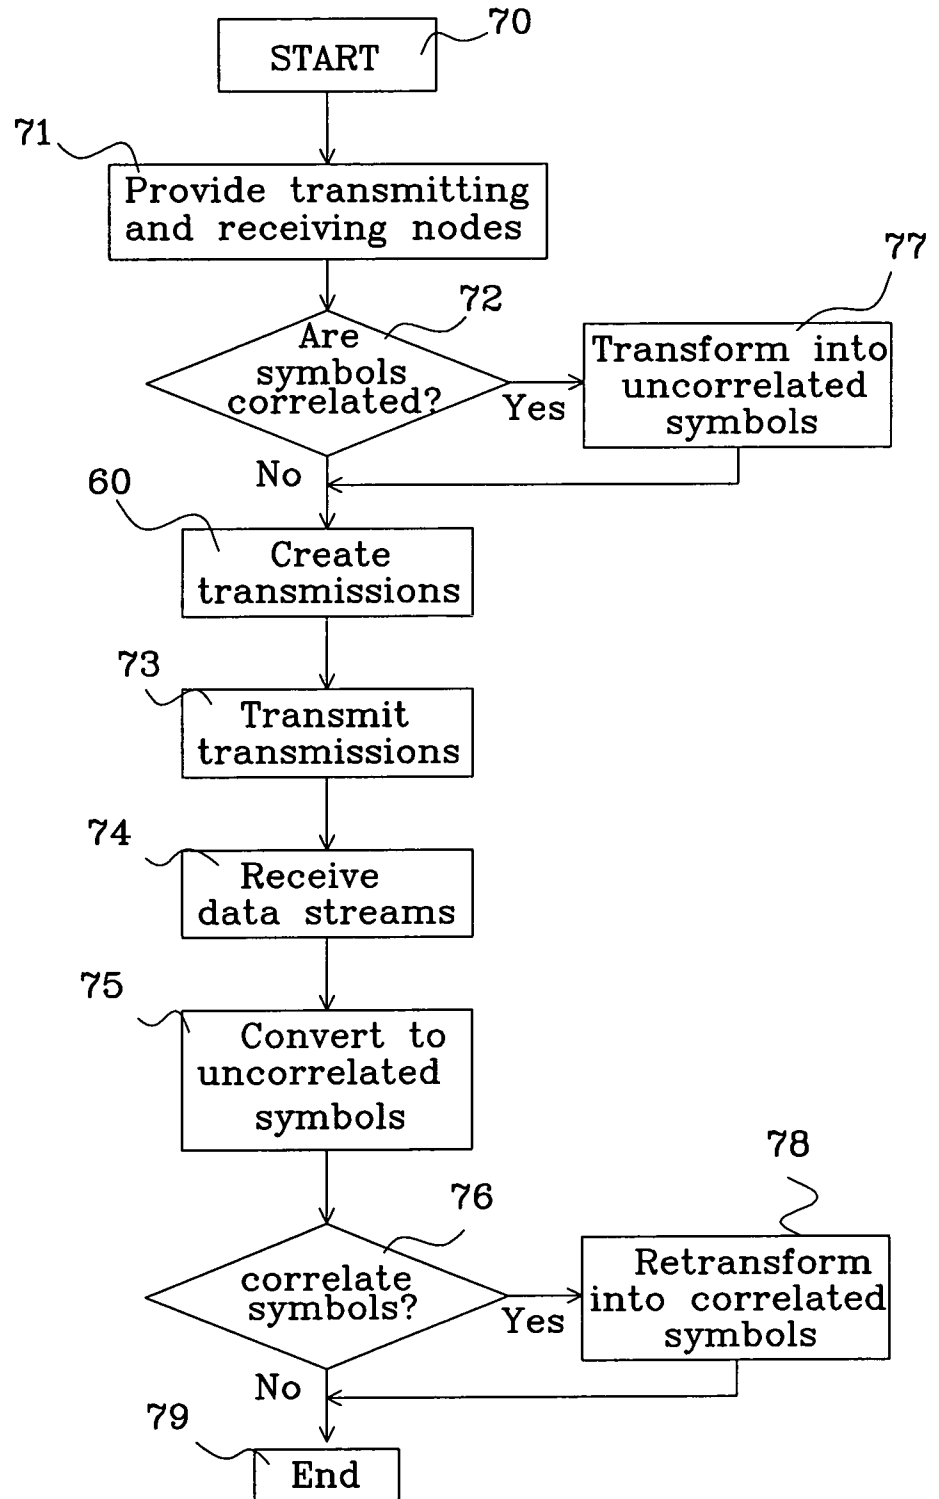 70
START
71
Provide transmitting
and receiving nodes
77
72
Are
symbols
correlated?
Yes
Transform into
uncorrelated
symbols
No
60
Create
transmissions
73
Transmit
transmissions
74
Receive
data streams
75
Convert to
uncorrelated
symbols
78
76
correlate
symbols?
Yes
Retransform
into correlated
symbols
No
79
End